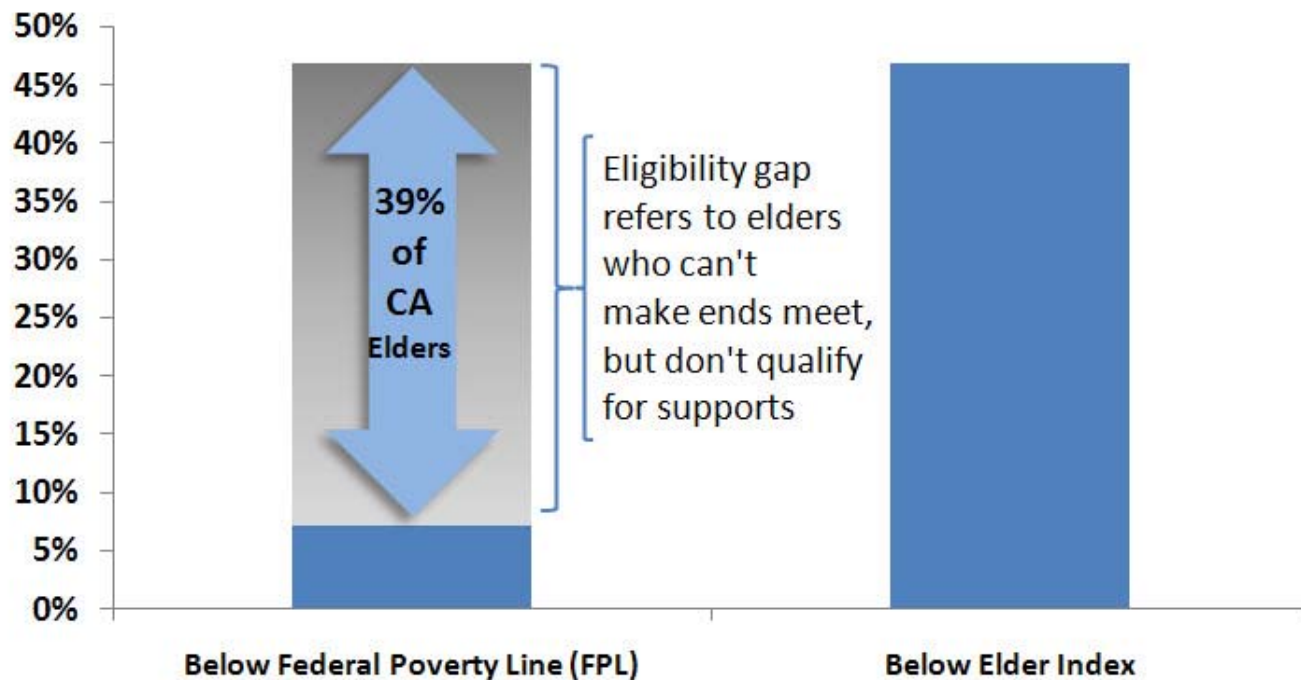 50%
45%
40%
35%
30%
25%
20%
15%
10%
5%
0%
39%
of
CA
Elders
Eligibility gap
refers to elders
who can't
make ends meet,
but don't qualify
for supports
Below Federal Poverty Line (FPL)
Below Elder Index